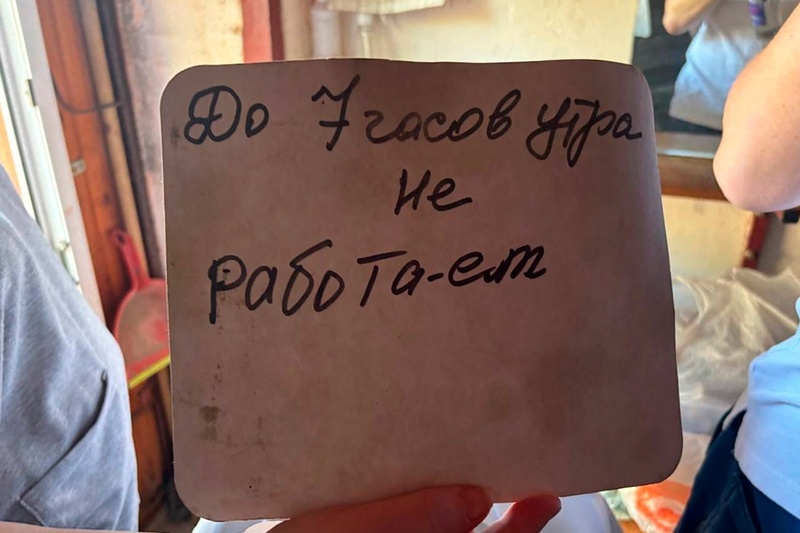 До 7 часов утра
не
работа-ет